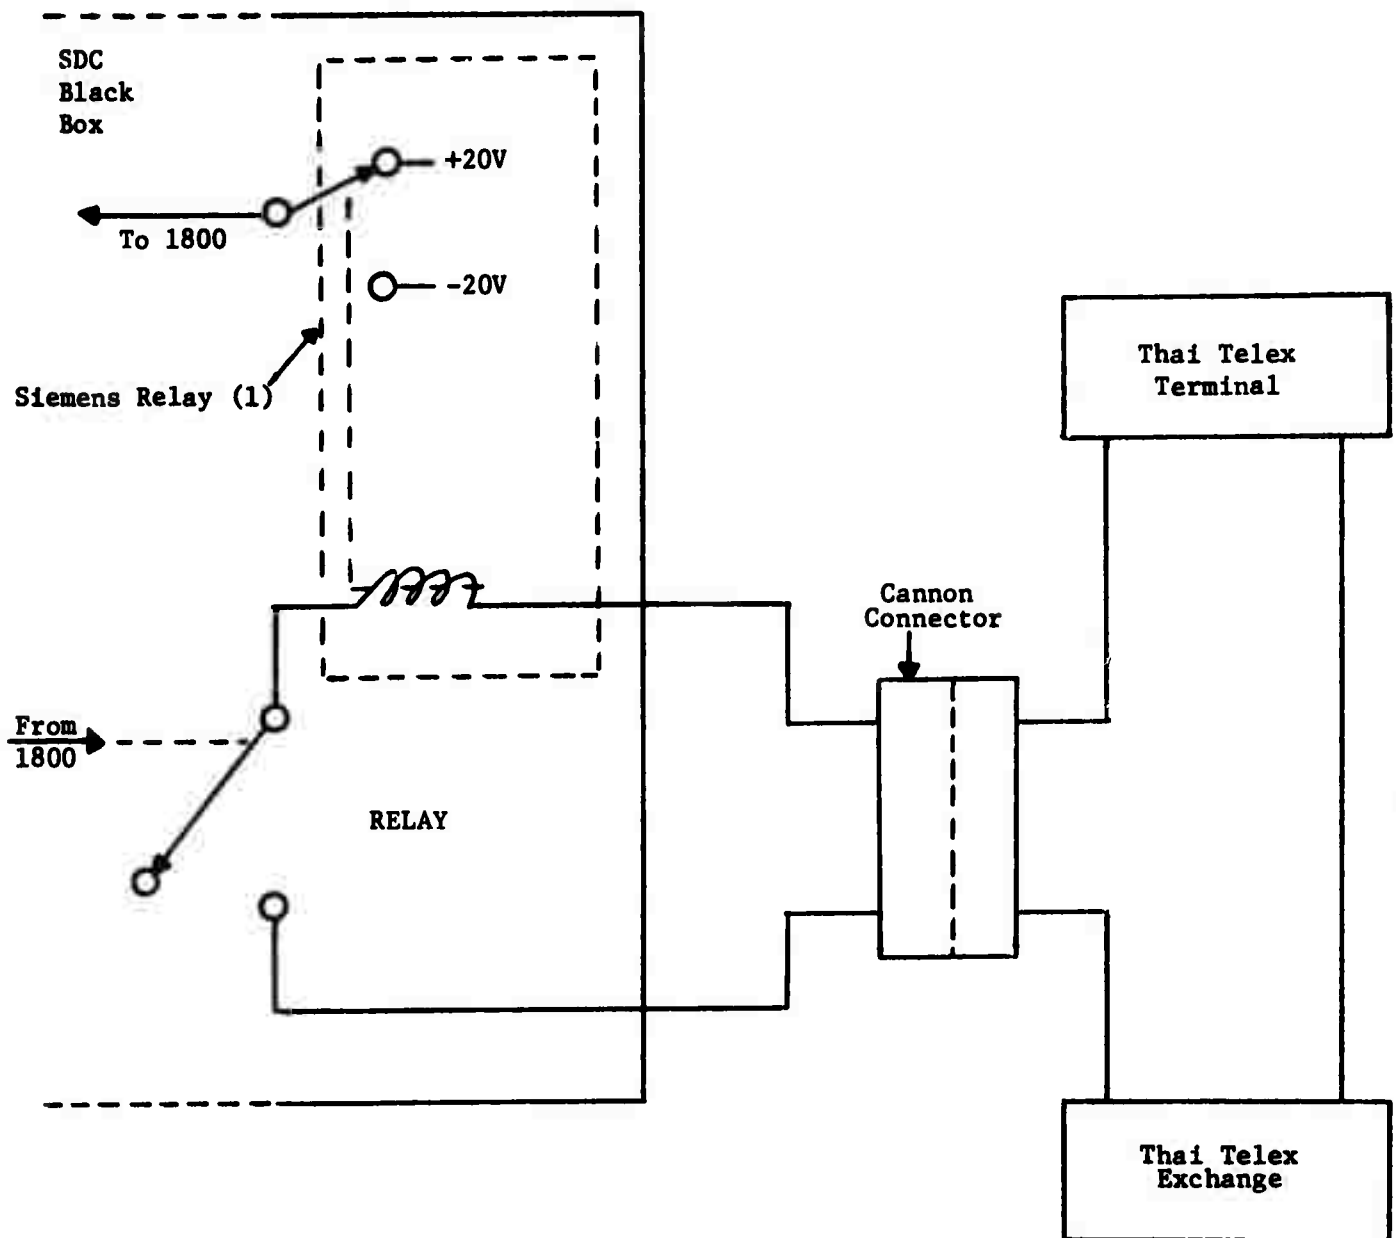 SDC
Black
Box
+20V
To 1800
-20V
Siemens Relay (1)
Thai Telex
Terminal
Cannon
Connector
From
1800
RELAY
Thai Telex
Exchange